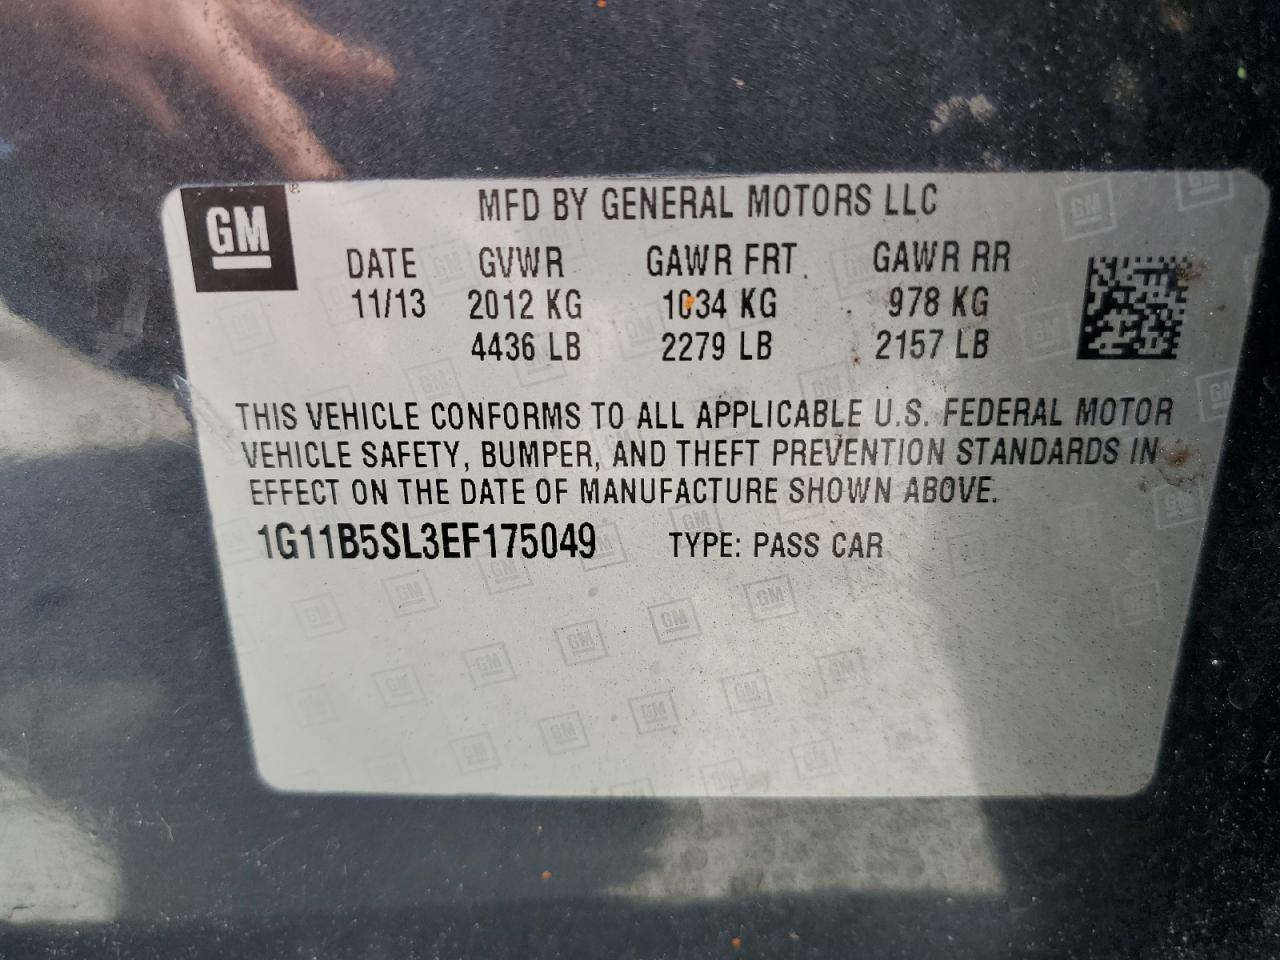 GM
MFD BY GENERAL MOTORS LLC
DATE GVWR GAWR FRT GAWR RR
11/13 2012 KG 1034 KG 978 KG
4436 LB 2279 LB 2157 LB
THIS VEHICLE CONFORMS TO ALL APPLICABLE U.S. FEDERAL MOTOR
VEHICLE SAFETY, BUMPER, AND THEFT PREVENTION STANDARDS IN
EFFECT ON THE DATE OF MANUFACTURE SHOWN ABOVE.
1G11B5SL3EF175049 TYPE: PASS CAR